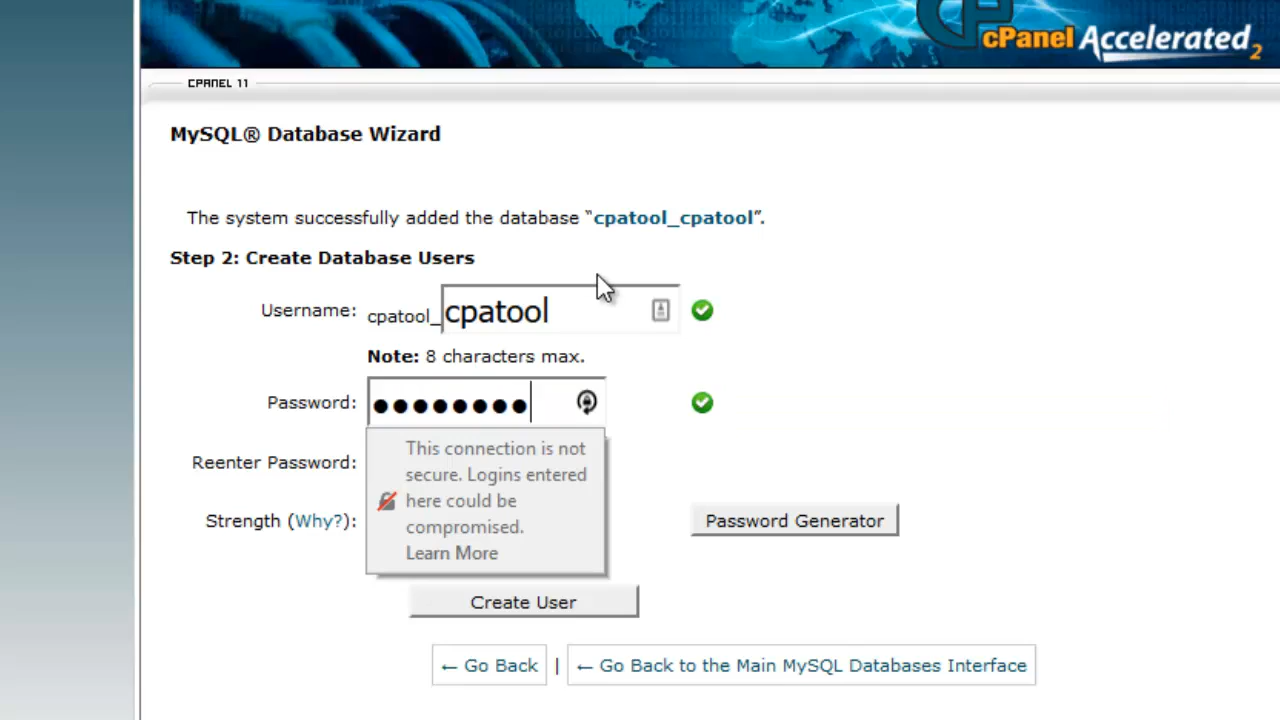 cPanel Accelerated2
CPANEL 11
MySQL® Database Wizard
The system successfully added the database “cpatool_cpatool”.
Step 2: Create Database Users
Username: cpatool_cpatool
Note: 8 characters max.
Password: ●●●●●●●●
This connection is not
secure. Logins entered
here could be
compromised.
Learn More
Reenter Password:
Strength (Why?):
Password Generator
Create User
← Go Back | ← Go Back to the Main MySQL Databases Interface